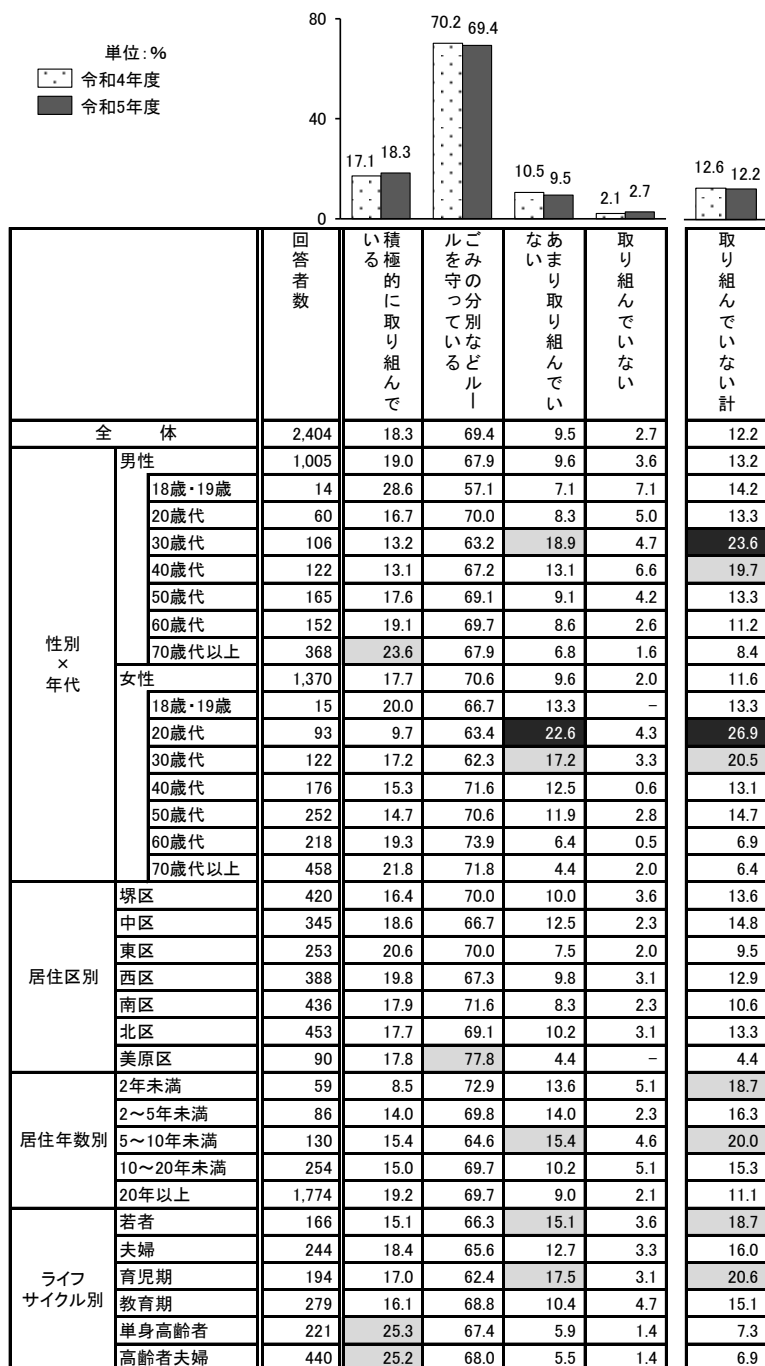 単位:%
令和4年度
令和5年度
80
40
0
17.1 18.3
70.2 69.4
10.5 9.5
2.1 2.7
12.6 12.2
回答者数
積極的に取り組んで
いる
ごみの分別などルー
ルを守っている
あまり取り組んでい
ない
取り組んでいない
取り組んでいない計
全 体 2,404 18.3 69.4 9.5 2.7 12.2
性別
×
年代
男性 1,005 19.0 67.9 9.6 3.6 13.2
18歳・19歳 14 28.6 57.1 7.1 7.1 14.2
20歳代 60 16.7 70.0 8.3 5.0 13.3
30歳代 106 13.2 63.2 18.9 4.7 23.6
40歳代 122 13.1 67.2 13.1 6.6 19.7
50歳代 165 17.6 69.1 9.1 4.2 13.3
60歳代 152 19.1 69.7 8.6 2.6 11.2
70歳代以上 368 23.6 67.9 6.8 1.6 8.4
女性 1,370 17.7 70.6 9.6 2.0 11.6
18歳・19歳 15 20.0 66.7 13.3 – 13.3
20歳代 93 9.7 63.4 22.6 4.3 26.9
30歳代 122 17.2 62.3 17.2 3.3 20.5
40歳代 176 15.3 71.6 12.5 0.6 13.1
50歳代 252 14.7 70.6 11.9 2.8 14.7
60歳代 218 19.3 73.9 6.4 0.5 6.9
70歳代以上 458 21.8 71.8 4.4 2.0 6.4
居住区別
堺区 420 16.4 70.0 10.0 3.6 13.6
中区 345 18.6 66.7 12.5 2.3 14.8
東区 253 20.6 70.0 7.5 2.0 9.5
西区 388 19.8 67.3 9.8 3.1 12.9
南区 436 17.9 71.6 8.3 2.3 10.6
北区 453 17.7 69.1 10.2 3.1 13.3
美原区 90 17.8 77.8 4.4 – 4.4
居住年数別
2年未満 59 8.5 72.9 13.6 5.1 18.7
2～5年未満 86 14.0 69.8 14.0 2.3 16.3
5～10年未満 130 15.4 64.6 15.4 4.6 20.0
10～20年未満 254 15.0 69.7 10.2 5.1 15.3
20年以上 1,774 19.2 69.7 9.0 2.1 11.1
ライフ
サイクル別
若者 166 15.1 66.3 15.1 3.6 18.7
夫婦 244 18.4 65.6 12.7 3.3 16.0
育児期 194 17.0 62.4 17.5 3.1 20.6
教育期 279 16.1 68.8 10.4 4.7 15.1
単身高齢者 221 25.3 67.4 5.9 1.4 7.3
高齢者夫婦 440 25.2 68.0 5.5 1.4 6.9